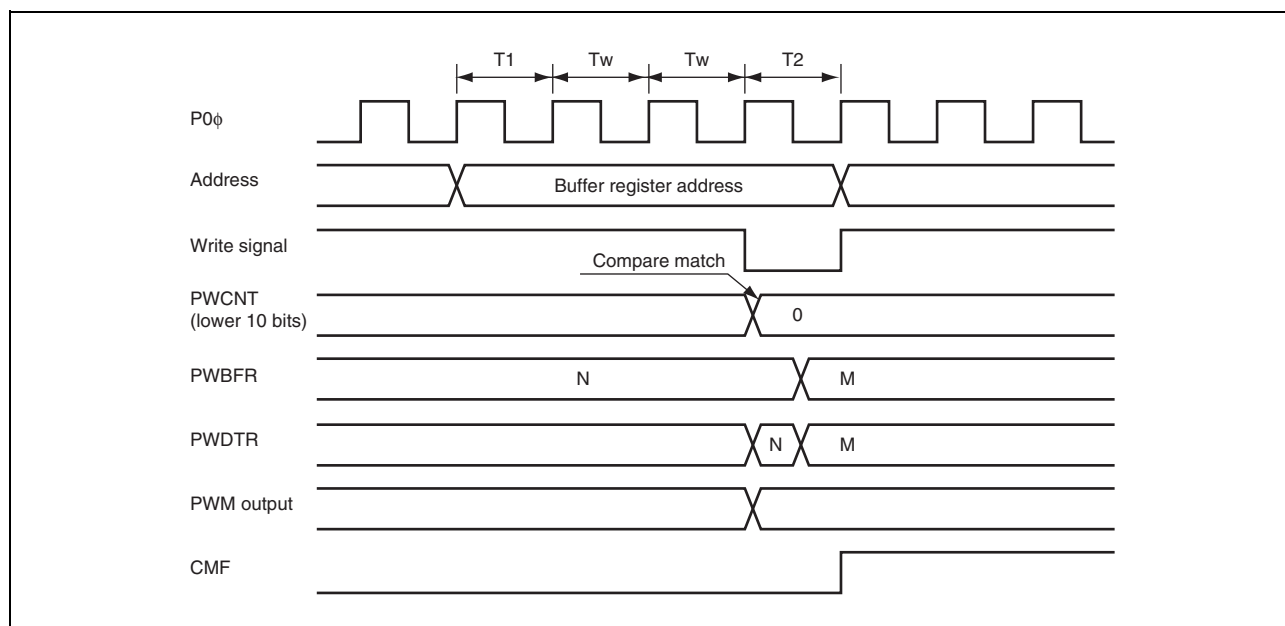 T1 Tw Tw T2
P0ϕ
Address
Buffer register address
Write signal
Compare match
PWCNT
(lower 10 bits)
0
PWBFR
N M
PWDTR
N M
PWM output
CMF